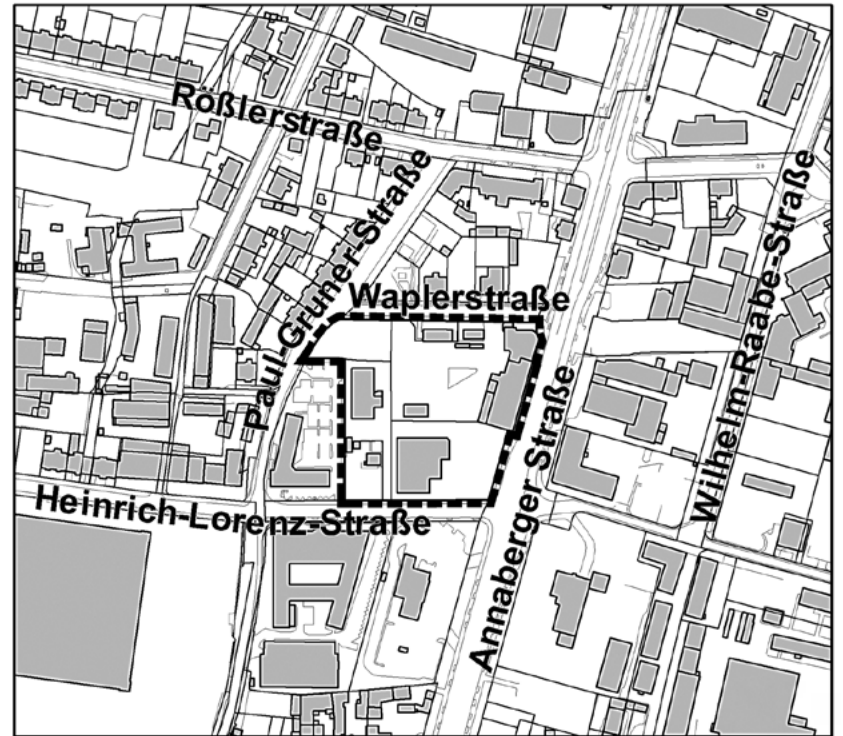 Rößlerstraße
Paul-Gruner-Straße
Waplerstraße
Wilhelm-Raabe-Straße
Heinrich-Lorenz-Straße
Annaberger Straße